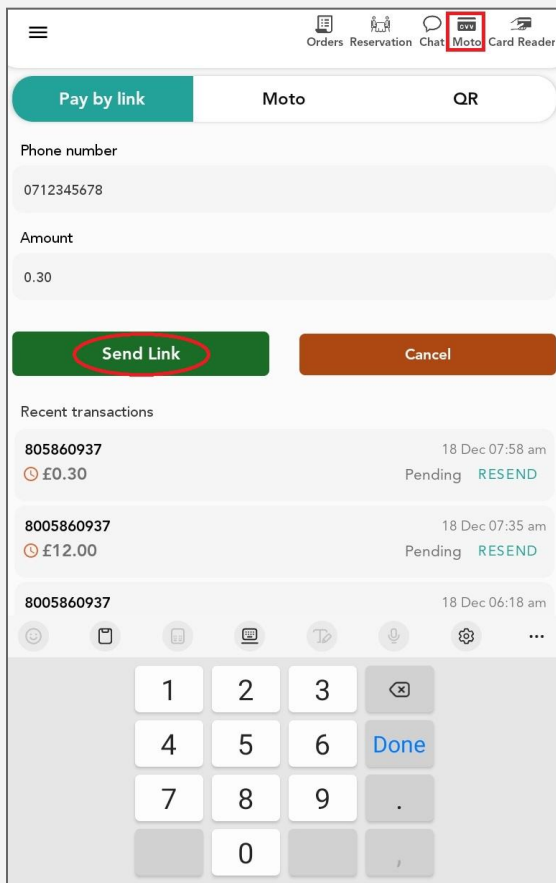 CVV
Orders Reservation Chat Moto Card Reader
Pay by link Moto QR
Phone number
0712345678
Amount
0.30
Send Link Cancel
Recent transactions
805860937 18 Dec 07:58 am
£0.30 Pending RESEND
8005860937 18 Dec 07:35 am
£12.00 Pending RESEND
8005860937 18 Dec 06:18 am
1 2 3
4 5 6 Done
7 8 9 .
0 ,